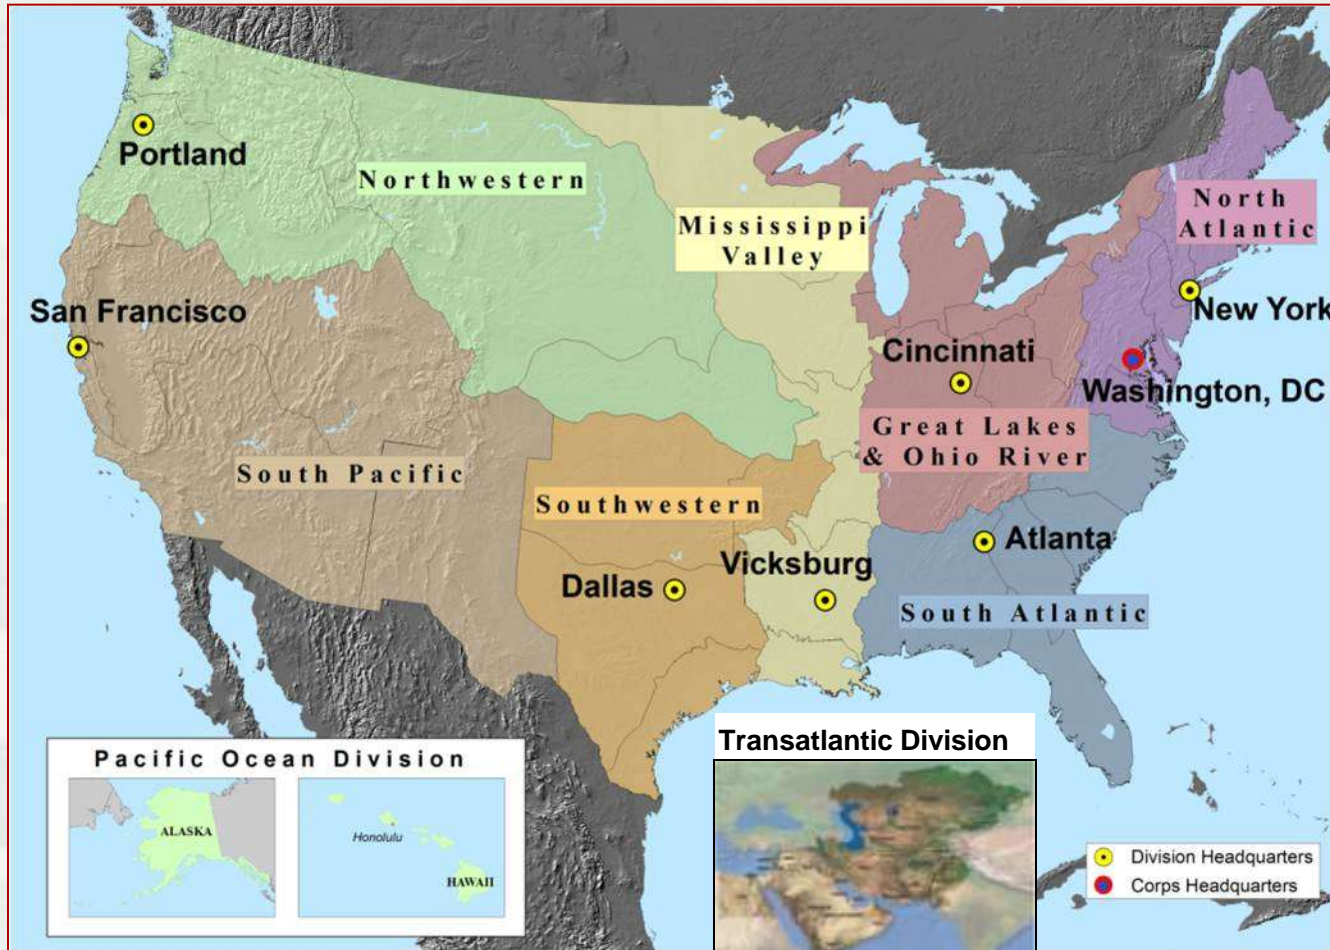 Portland
Northwestern
Mississippi
Valley
North
Atlantic
San Francisco
New York
Cincinnati
Washington, DC
Great Lakes
& Ohio River
South Pacific
Southwestern
Atlanta
Vicksburg
Dallas
South Atlantic
Pacific Ocean Division
ALASKA
Honolulu
HAWAII
Transatlantic Division
Division Headquarters
Corps Headquarters